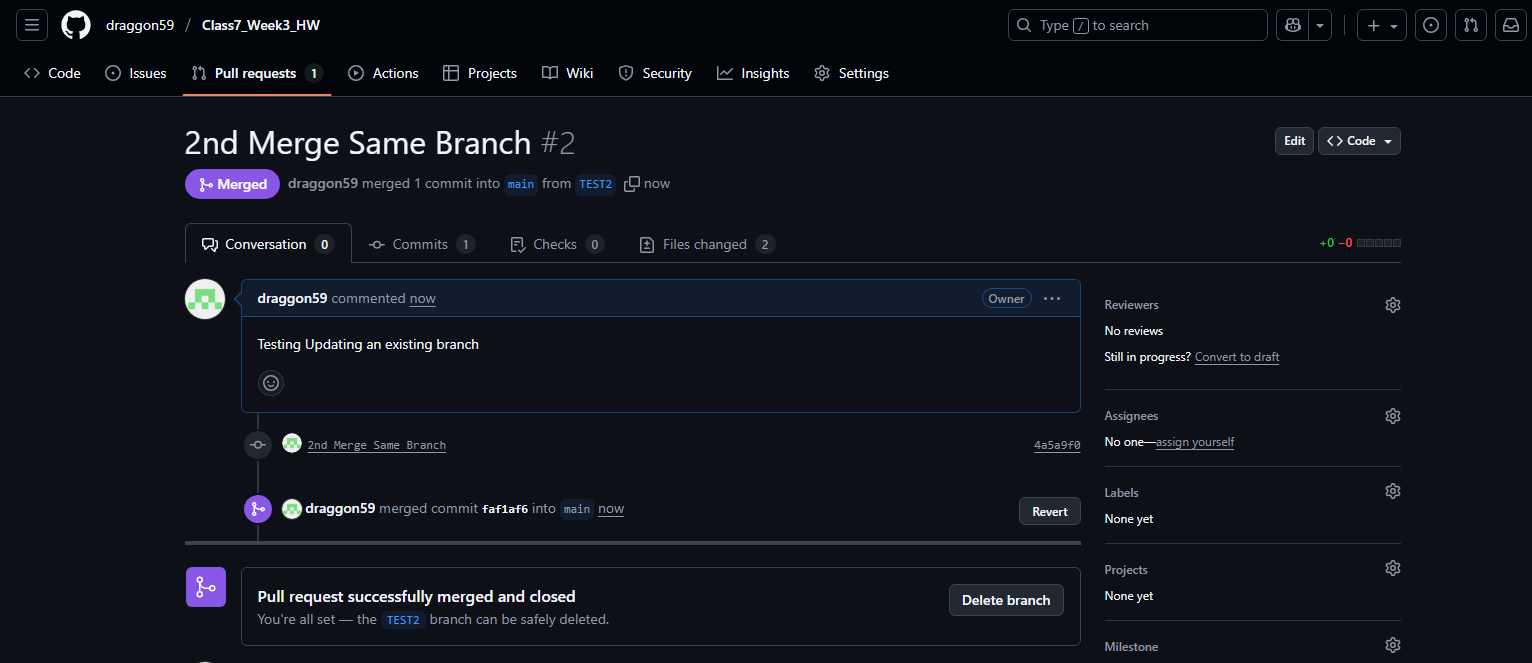 draggon59 / Class7_Week3_HW
Type / to search
Code
Issues
Pull requests 1
Actions
Projects
Wiki
Security
Insights
Settings
2nd Merge Same Branch #2
Edit
Code
Merged
draggon59 merged 1 commit into main from TEST2 now
Conversation 0
Commits 1
Checks 0
Files changed 2
+0 −0
draggon59 commented now
Owner
Testing Updating an existing branch
2nd Merge Same Branch
4a5a9f0
draggon59 merged commit faf1af6 into main now
Revert
Pull request successfully merged and closed
You're all set — the TEST2 branch can be safely deleted.
Delete branch
Reviewers
No reviews
Still in progress? Convert to draft
Assignees
No one—assign yourself
Labels
None yet
Projects
None yet
Milestone